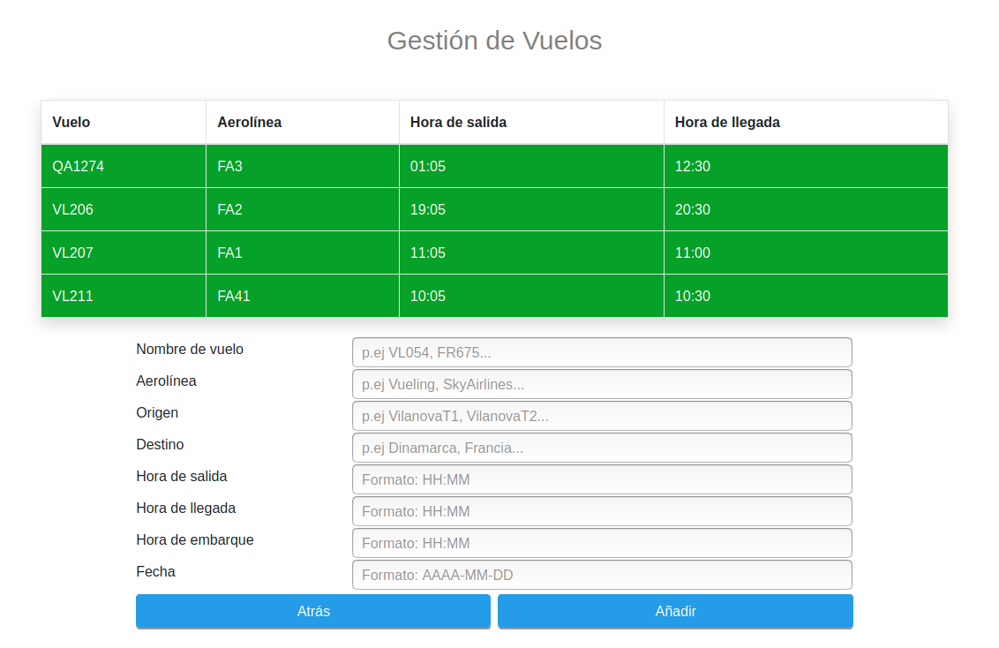 Gestión de Vuelos
Vuelo Aerolínea Hora de salida Hora de llegada
QA1274 FA3 01:05 12:30
VL206 FA2 19:05 20:30
VL207 FA1 11:05 11:00
VL211 FA41 10:05 10:30
Nombre de vuelo p.ej VL054, FR675...
Aerolínea p.ej Vueling, SkyAirlines...
Origen p.ej VilanovaT1, VilanovaT2...
Destino p.ej Dinamarca, Francia...
Hora de salida Formato: HH:MM
Hora de llegada Formato: HH:MM
Hora de embarque Formato: HH:MM
Fecha Formato: AAAA-MM-DD
Atrás Añadir